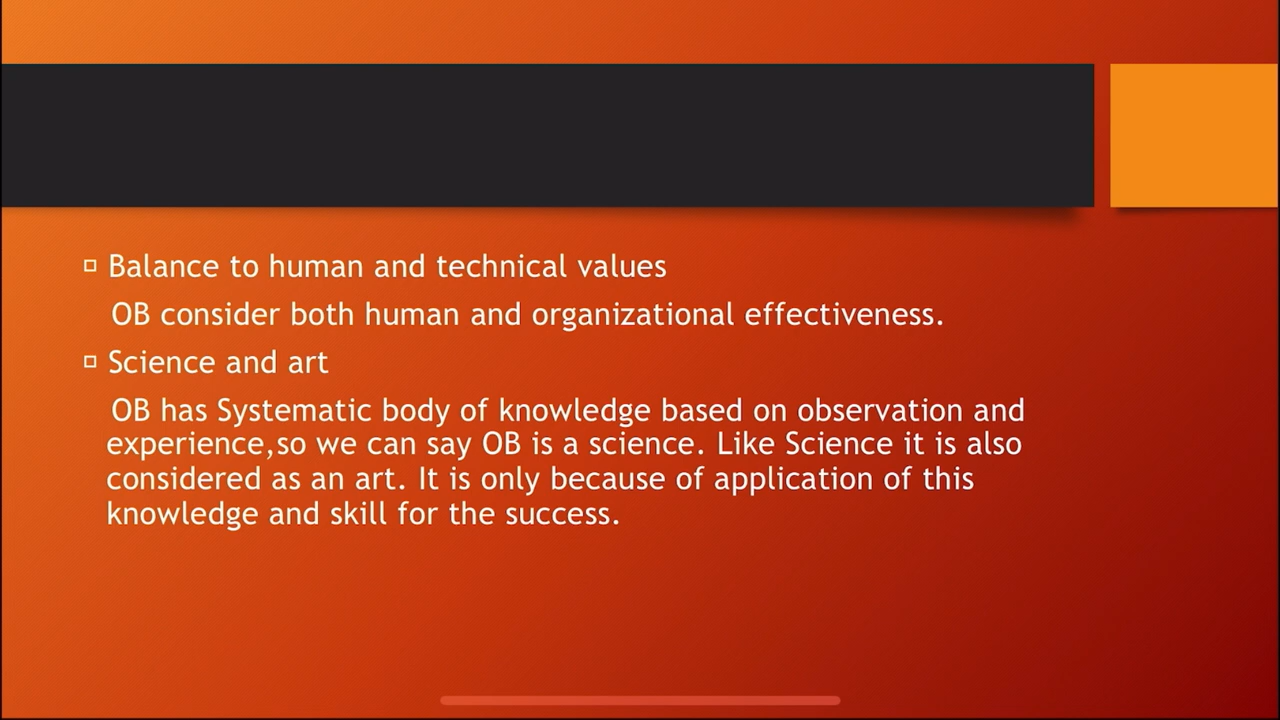 Balance to human and technical values
OB consider both human and organizational effectiveness.
Science and art
OB has Systematic body of knowledge based on observation and
experience,so we can say OB is a science. Like Science it is also
considered as an art. It is only because of application of this
knowledge and skill for the success.